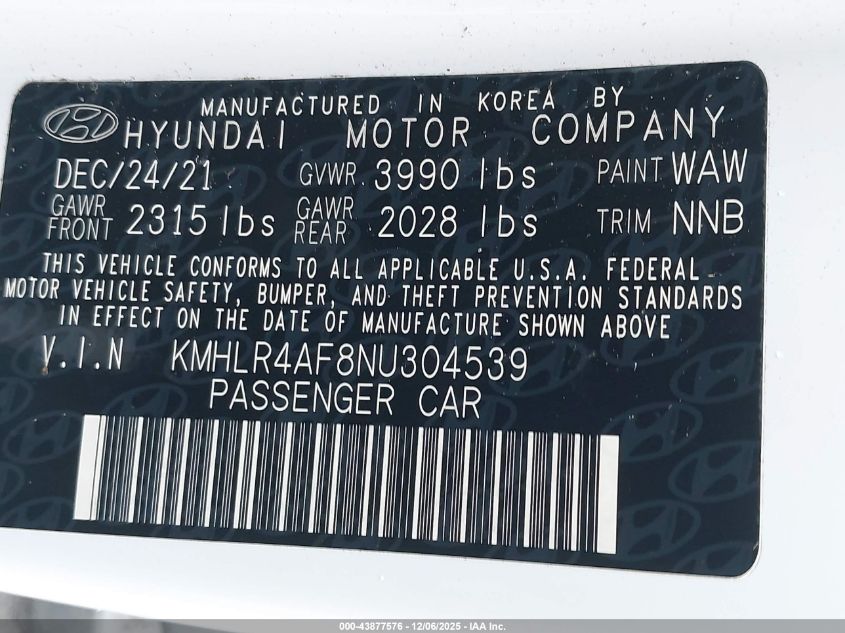 MANUFACTURED IN KOREA BY
HYUNDAI MOTOR COMPANY
DEC/24/21 GVWR 3990 lbs PAINT WAW
GAWR FRONT 2315 lbs GAWR REAR 2028 lbs TRIM NNB
THIS VEHICLE CONFORMS TO ALL APPLICABLE U.S.A. FEDERAL
MOTOR VEHICLE SAFETY, BUMPER, AND THEFT PREVENTION STANDARDS
IN EFFECT ON THE DATE OF MANUFACTURE SHOWN ABOVE
V.I.N KMHLR4AF8NU304539
PASSENGER CAR
000-43877576 - 12/06/2025 - IAA Inc.